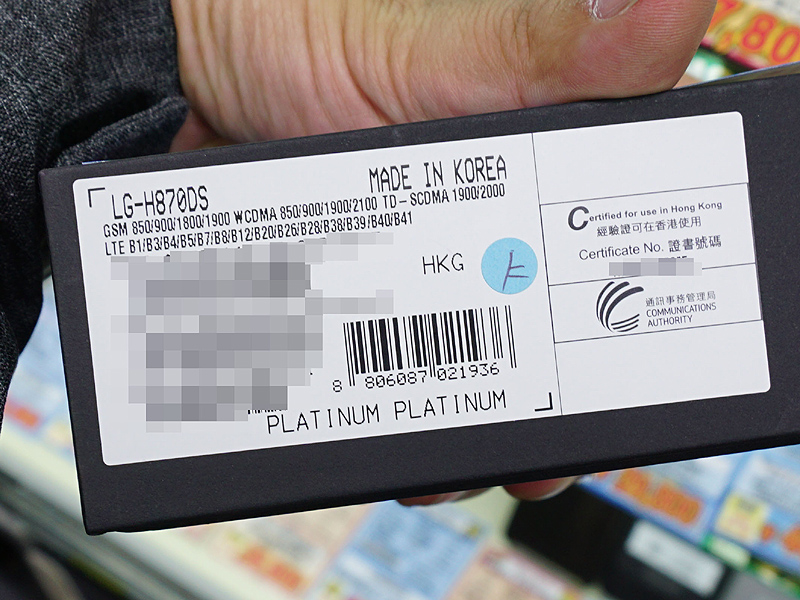 LG-H870DS
MADE IN KOREA
GSM 850/900/1800/1900 WCDMA 850/900/1900/2100 TD-SCDMA 1900/2000
LTE B1/B3/B4/B5/B7/B8/B12/B20/B26/B28/B38/B39/B40/B41
HKG
8 806087 021936
PLATINUM PLATINUM
Certified for use in Hong Kong
經驗證可在香港使用
Certificate No. 證書號碼
通訊事務管理局
COMMUNICATIONS
AUTHORITY
7,80